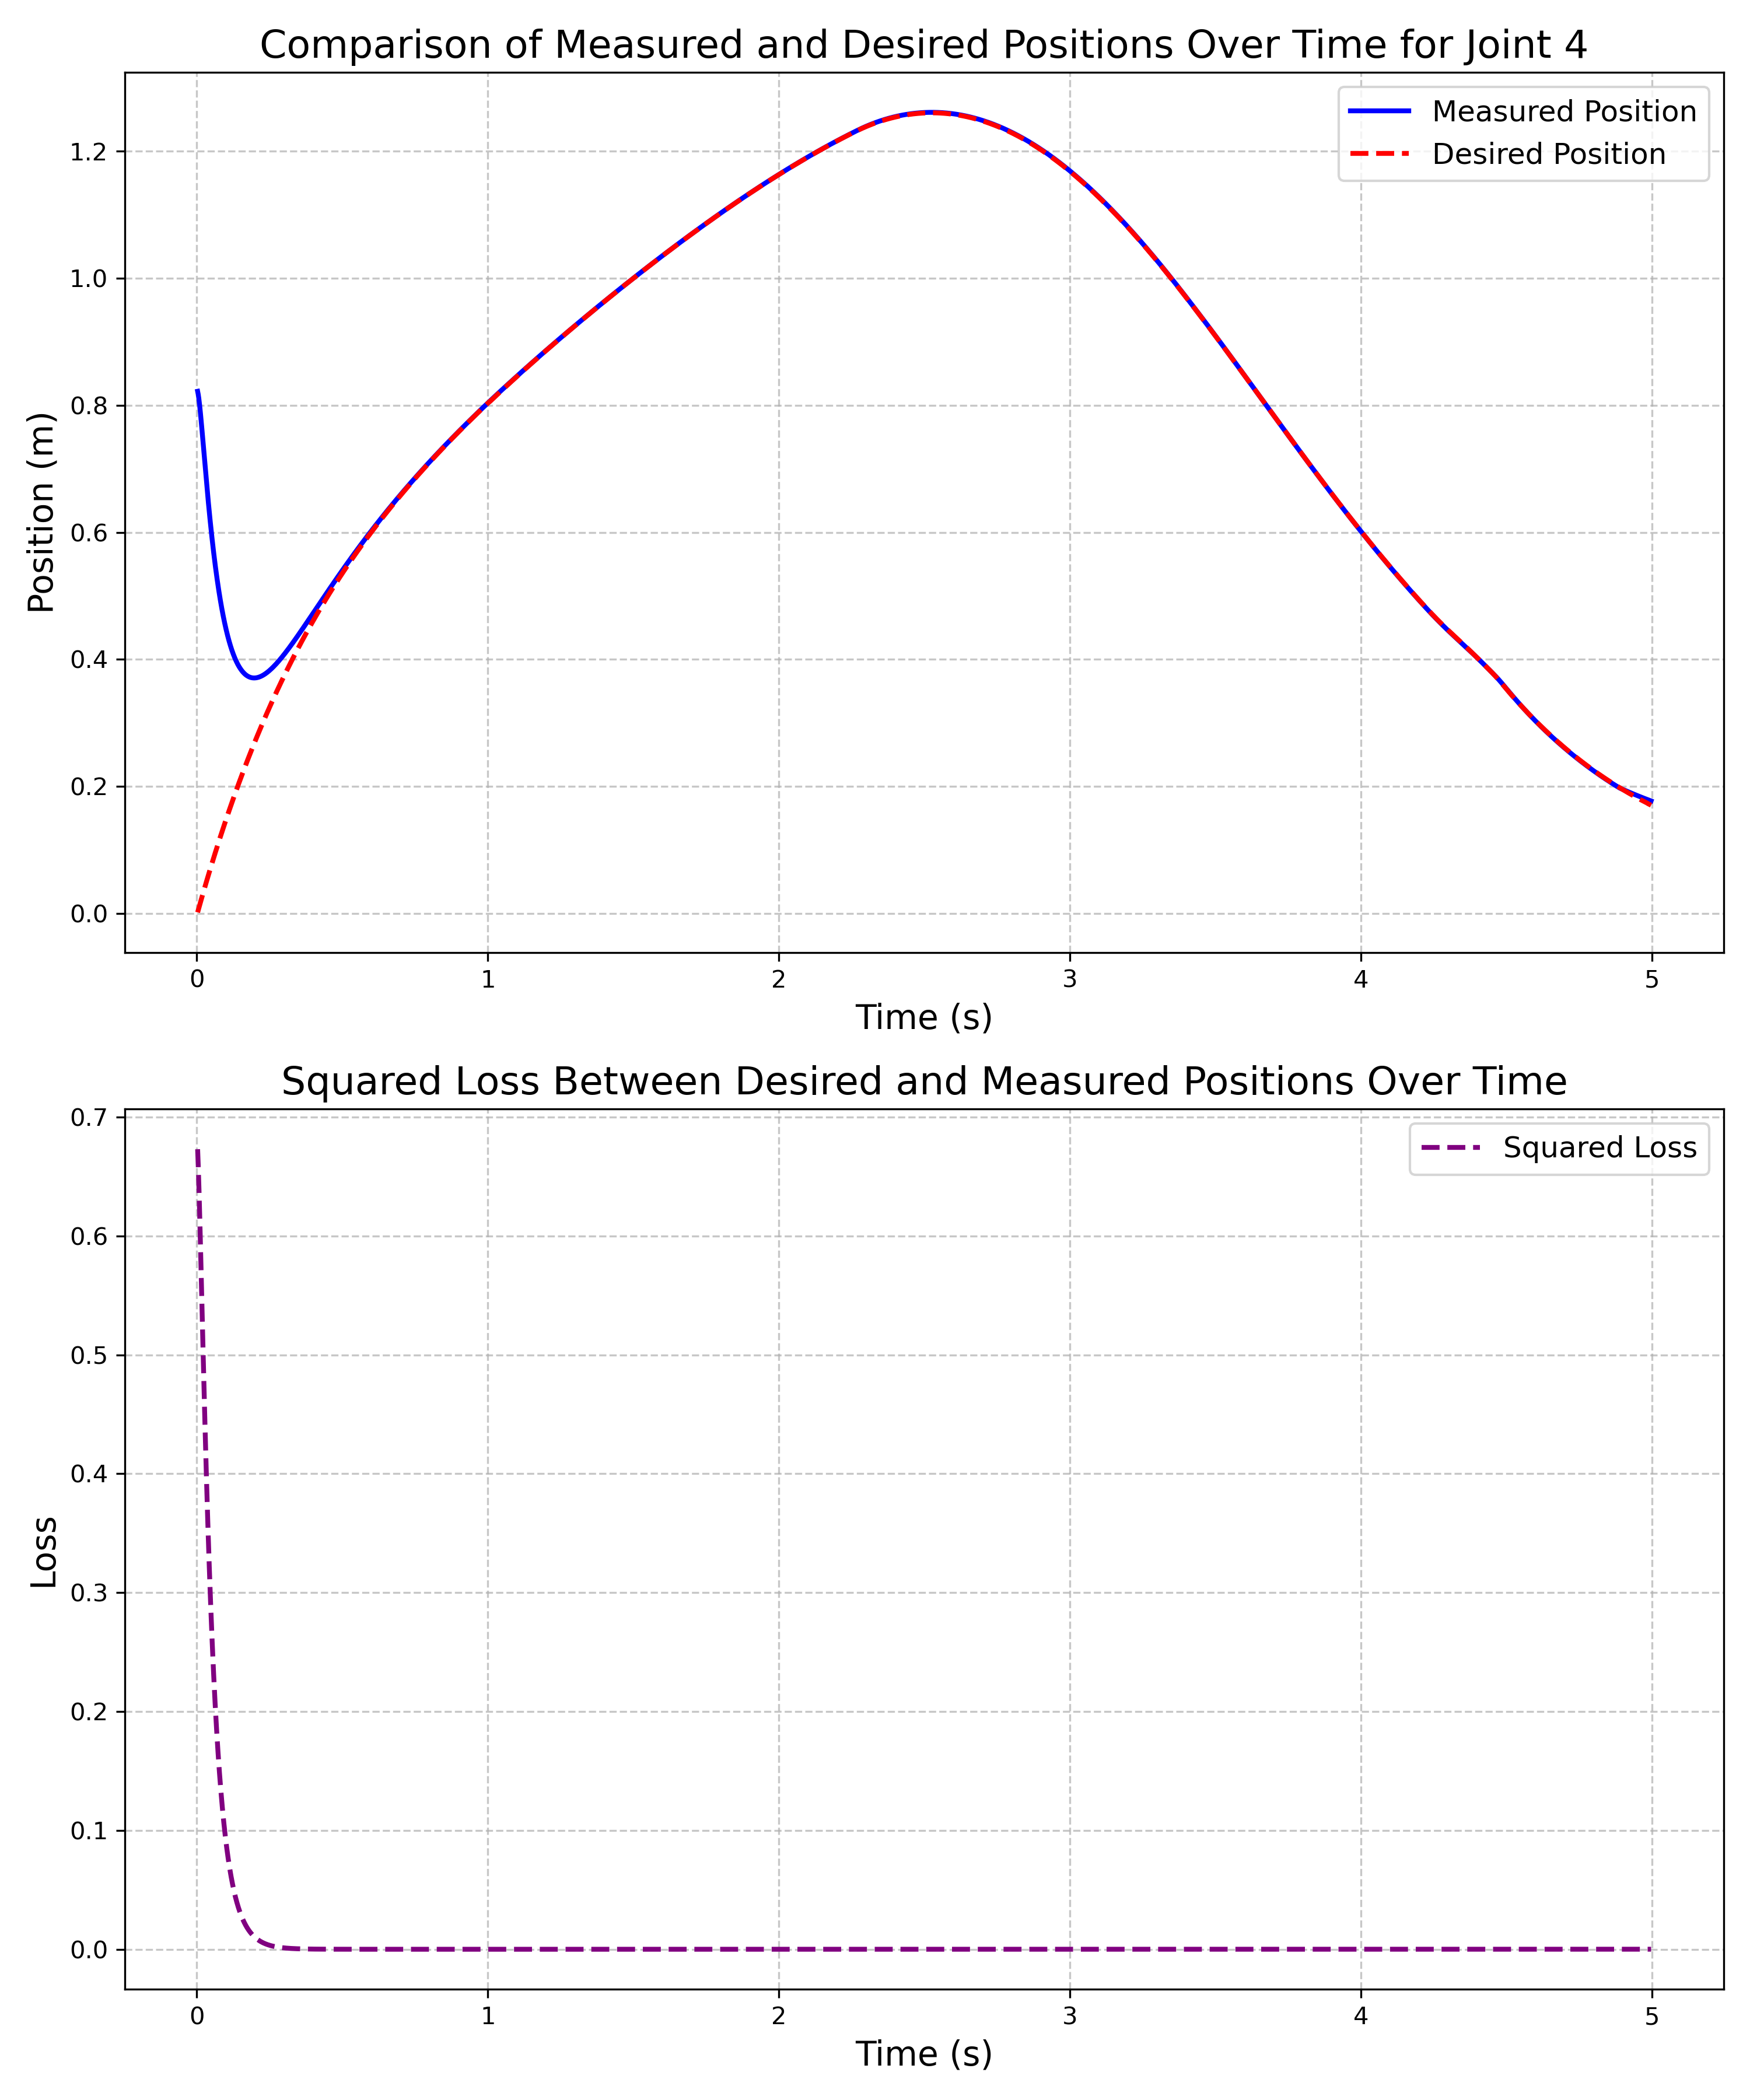 Comparison of Measured and Desired Positions Over Time for Joint 4
Measured Position
Desired Position
Position (m)
1.2
1.0
0.8
0.6
0.4
0.2
0.0
0 1 2 3 4 5
Time (s)
Squared Loss Between Desired and Measured Positions Over Time
Squared Loss
Loss
0.7
0.6
0.5
0.4
0.3
0.2
0.1
0.0
0 1 2 3 4 5
Time (s)